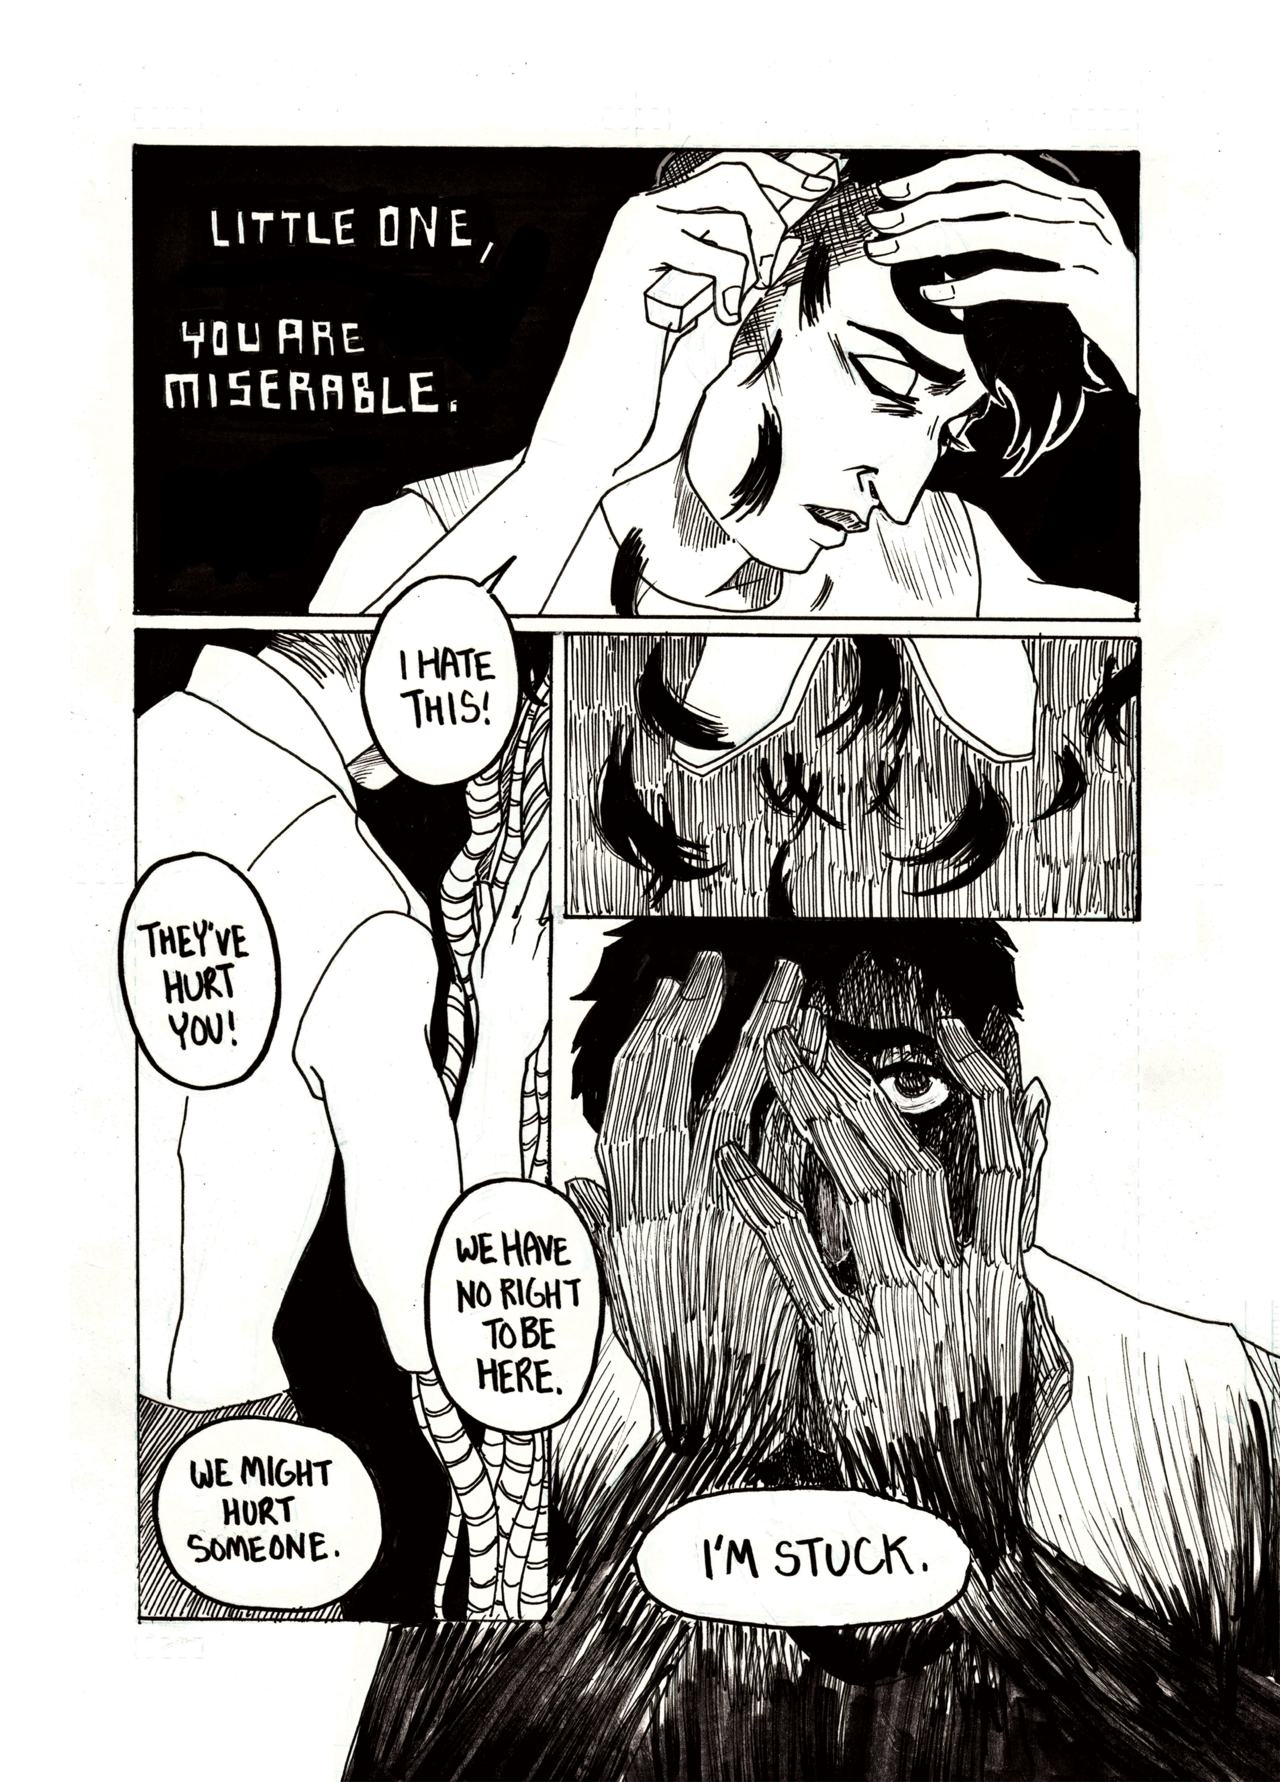 LITTLE ONE,
YOU ARE
MISERABLE.
I HATE
THIS!
THEY'VE
HURT
YOU!
WE HAVE
NO RIGHT
TO BE
HERE.
WE MIGHT
HURT
SOMEONE.
I'M STUCK.